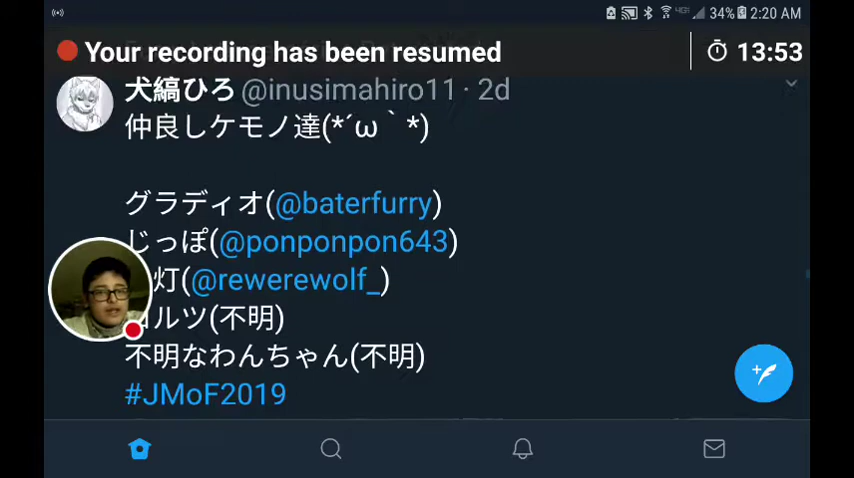 34% 2:20 AM
Your recording has been resumed
13:53
犬縞ひろ @inusimahiro11 · 2d
仲良しケモノ達(*´ω｀*)
グラディオ(@baterfurry)
じっぽ(@ponponpon643)
灯(@rewerewolf_)
ルツ(不明)
不明なわんちゃん(不明)
#JMoF2019